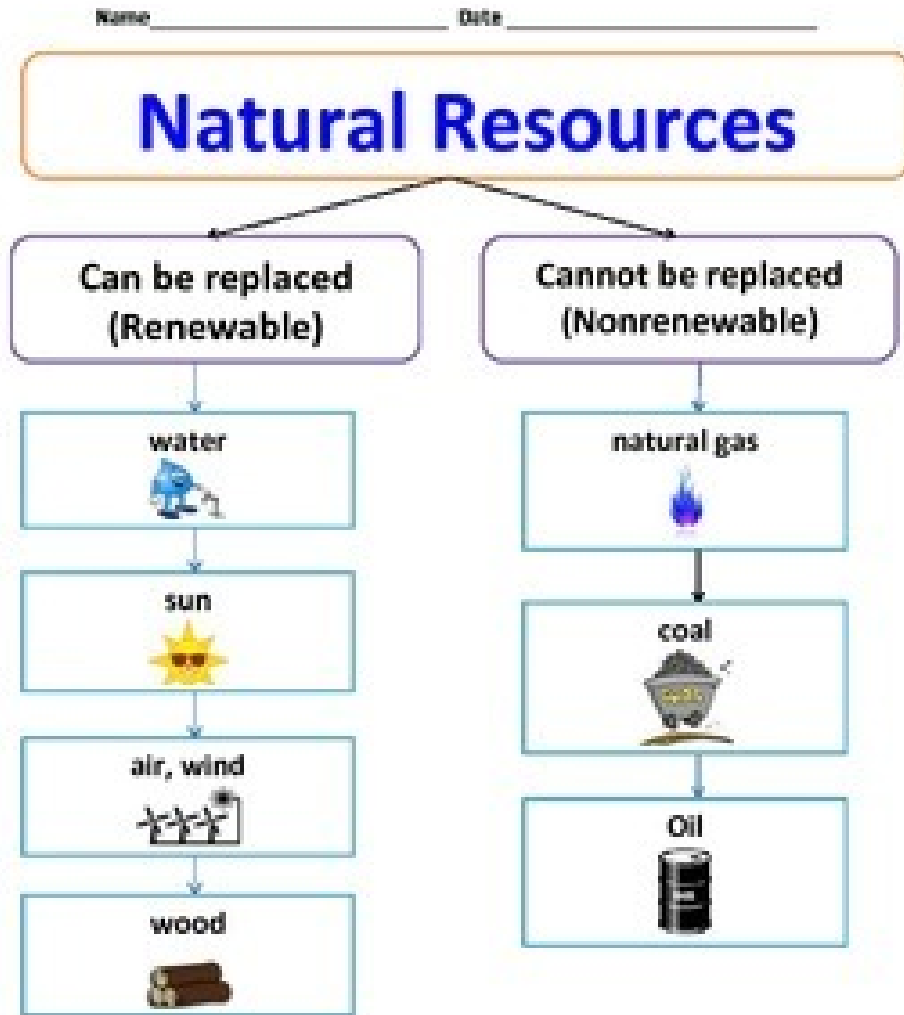 Name Date
Natural Resources
Can be replaced
(Renewable)
water
sun
air, wind
wood
Cannot be replaced
(Nonrenewable)
natural gas
coal
Oil